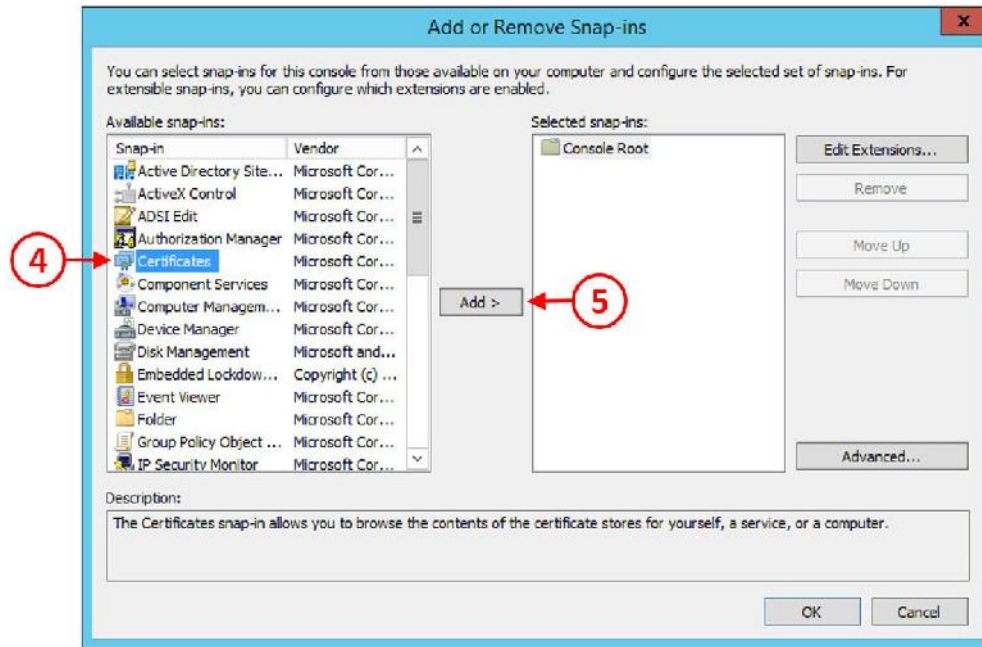 Add or Remove Snap-ins
x
You can select snap-ins for this console from those available on your computer and configure the selected set of snap-ins. For
extensible snap-ins, you can configure which extensions are enabled.
Available snap-ins:
Snap-in Vendor
Active Directory Site... Microsoft Cor...
ActiveX Control Microsoft Cor...
ADSI Edit Microsoft Cor...
Authorization Manager Microsoft Cor...
4
Certificates Microsoft Cor...
Component Services Microsoft Cor...
Computer Managem... Microsoft Cor...
Device Manager Microsoft Cor...
Disk Management Microsoft and...
Embedded Lockdow... Copyright (c) ...
Event Viewer Microsoft Cor...
Folder Microsoft Cor...
Group Policy Object ... Microsoft Cor...
IP Security Monitor Microsoft Cor...
Add >
5
Selected snap-ins:
Console Root
Edit Extensions...
Remove
Move Up
Move Down
Advanced...
Description:
The Certificates snap-in allows you to browse the contents of the certificate stores for yourself, a service, or a computer.
OK Cancel